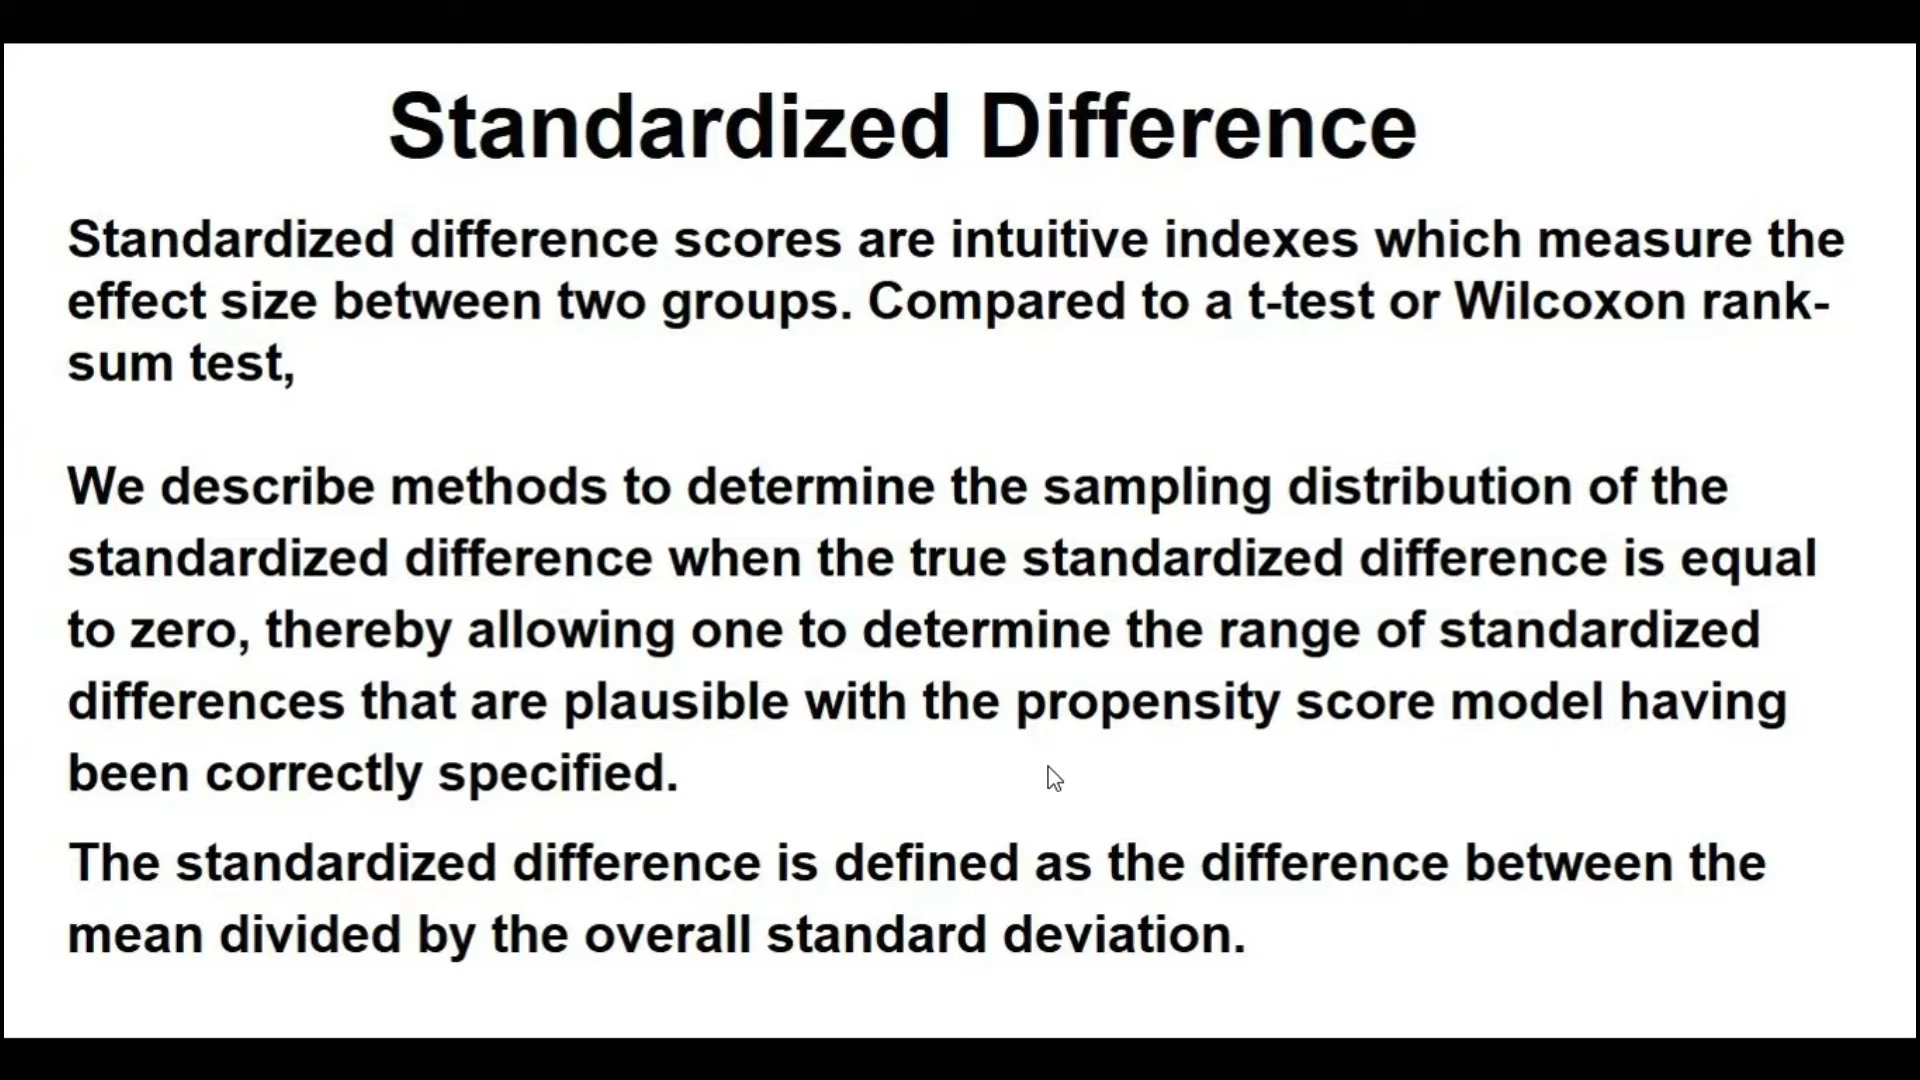 Standardized Difference
Standardized difference scores are intuitive indexes which measure the
effect size between two groups. Compared to a t-test or Wilcoxon rank-
sum test,
We describe methods to determine the sampling distribution of the
standardized difference when the true standardized difference is equal
to zero, thereby allowing one to determine the range of standardized
differences that are plausible with the propensity score model having
been correctly specified.
The standardized difference is defined as the difference between the
mean divided by the overall standard deviation.